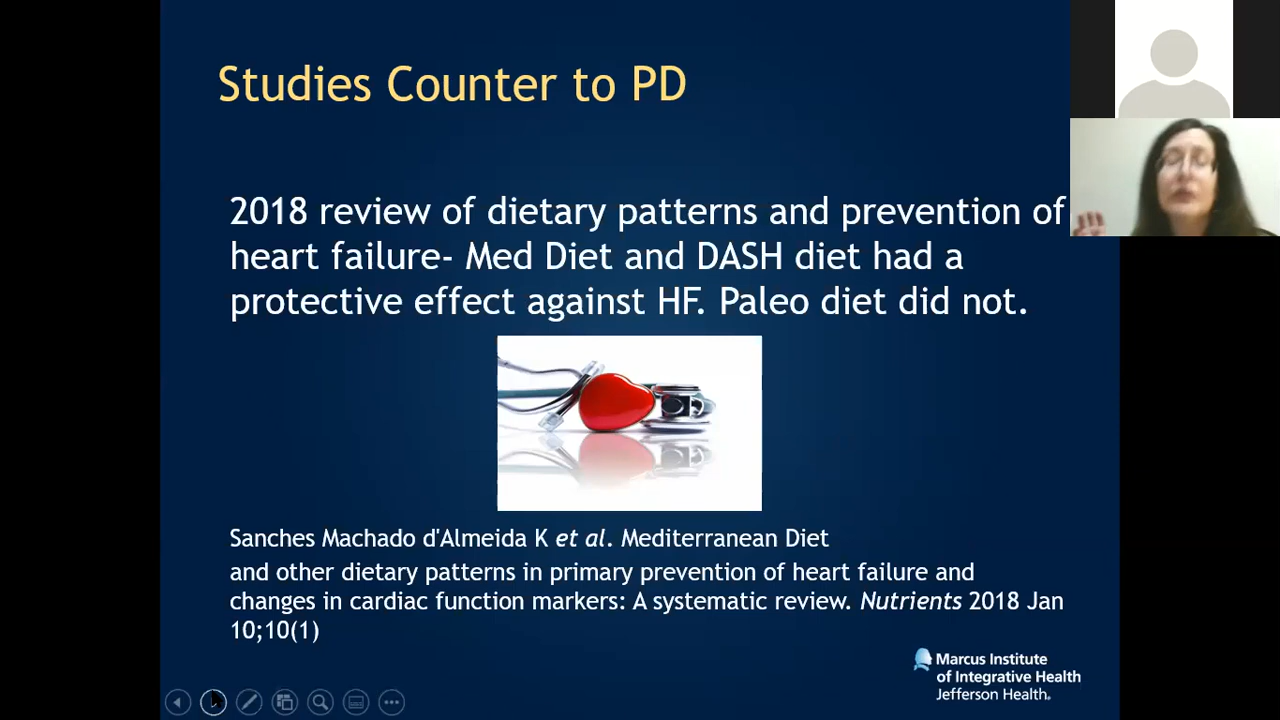 Studies Counter to PD
2018 review of dietary patterns and prevention of
heart failure- Med Diet and DASH diet had a
protective effect against HF. Paleo diet did not.
Sanches Machado d'Almeida K et al. Mediterranean Diet
and other dietary patterns in primary prevention of heart failure and
changes in cardiac function markers: A systematic review. Nutrients 2018 Jan
10;10(1)
Marcus Institute
of Integrative Health
Jefferson Health.